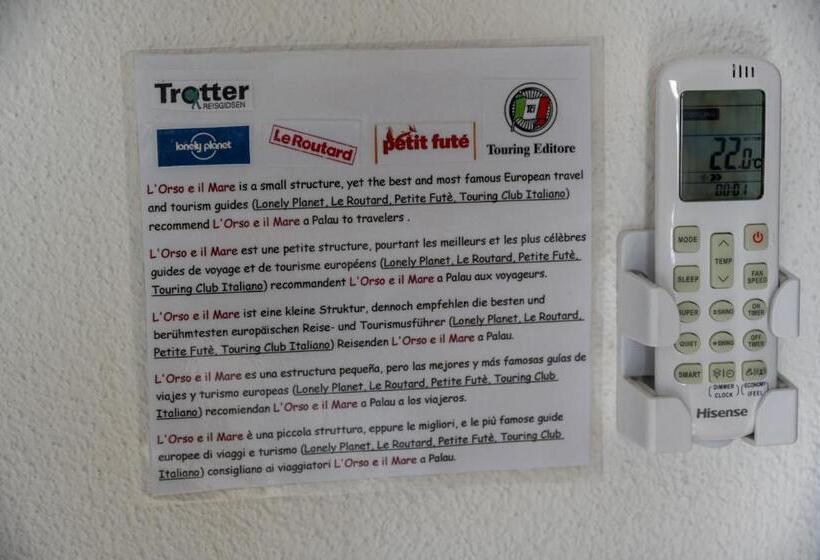 Trotter
REISGIDSEN
lonely planet
Le Routard
petit futé
TCI
Touring Editore
L'Orso e il Mare is a small structure, yet the best and most famous European travel
and tourism guides (Lonely Planet, Le Routard, Petite Futè, Touring Club Italiano)
recommend L'Orso e il Mare a Palau to travelers .
L'Orso e il Mare est une petite structure, pourtant les meilleurs et les plus célèbres
guides de voyage et de tourisme européens (Lonely Planet, Le Routard, Petite Futè,
Touring Club Italiano) recommandent L'Orso e il Mare a Palau aux voyageurs.
L'Orso e il Mare ist eine kleine Struktur, dennoch empfehlen die besten und
berühmtesten europäischen Reise- und Tourismusführer (Lonely Planet, Le Routard,
Petite Futè, Touring Club Italiano) Reisenden L'Orso e il Mare a Palau.
L'Orso e il Mare es una estructura pequeña, pero las mejores y más famosas guías de
viajes y turismo europeas (Lonely Planet, Le Routard, Petite Futè, Touring Club
Italiano) recomiendan L'Orso e il Mare a Palau a los viajeros.
L'Orso e il Mare è una piccola struttura, eppure le migliori, e le più famose guide
europee di viaggi e turismo (Lonely Planet, Le Routard, Petite Futè, Touring Club
Italiano) consigliano ai viaggiatori L'Orso e il Mare a Palau.
22.0°C
00:01
MODE
TEMP
SLEEP
FAN SPEED
SUPER
SWING
ON TIMER
QUIET
SWING
OFF TIMER
SMART
DIMMER CLOCK
ECONOMY IFEEL
Hisense